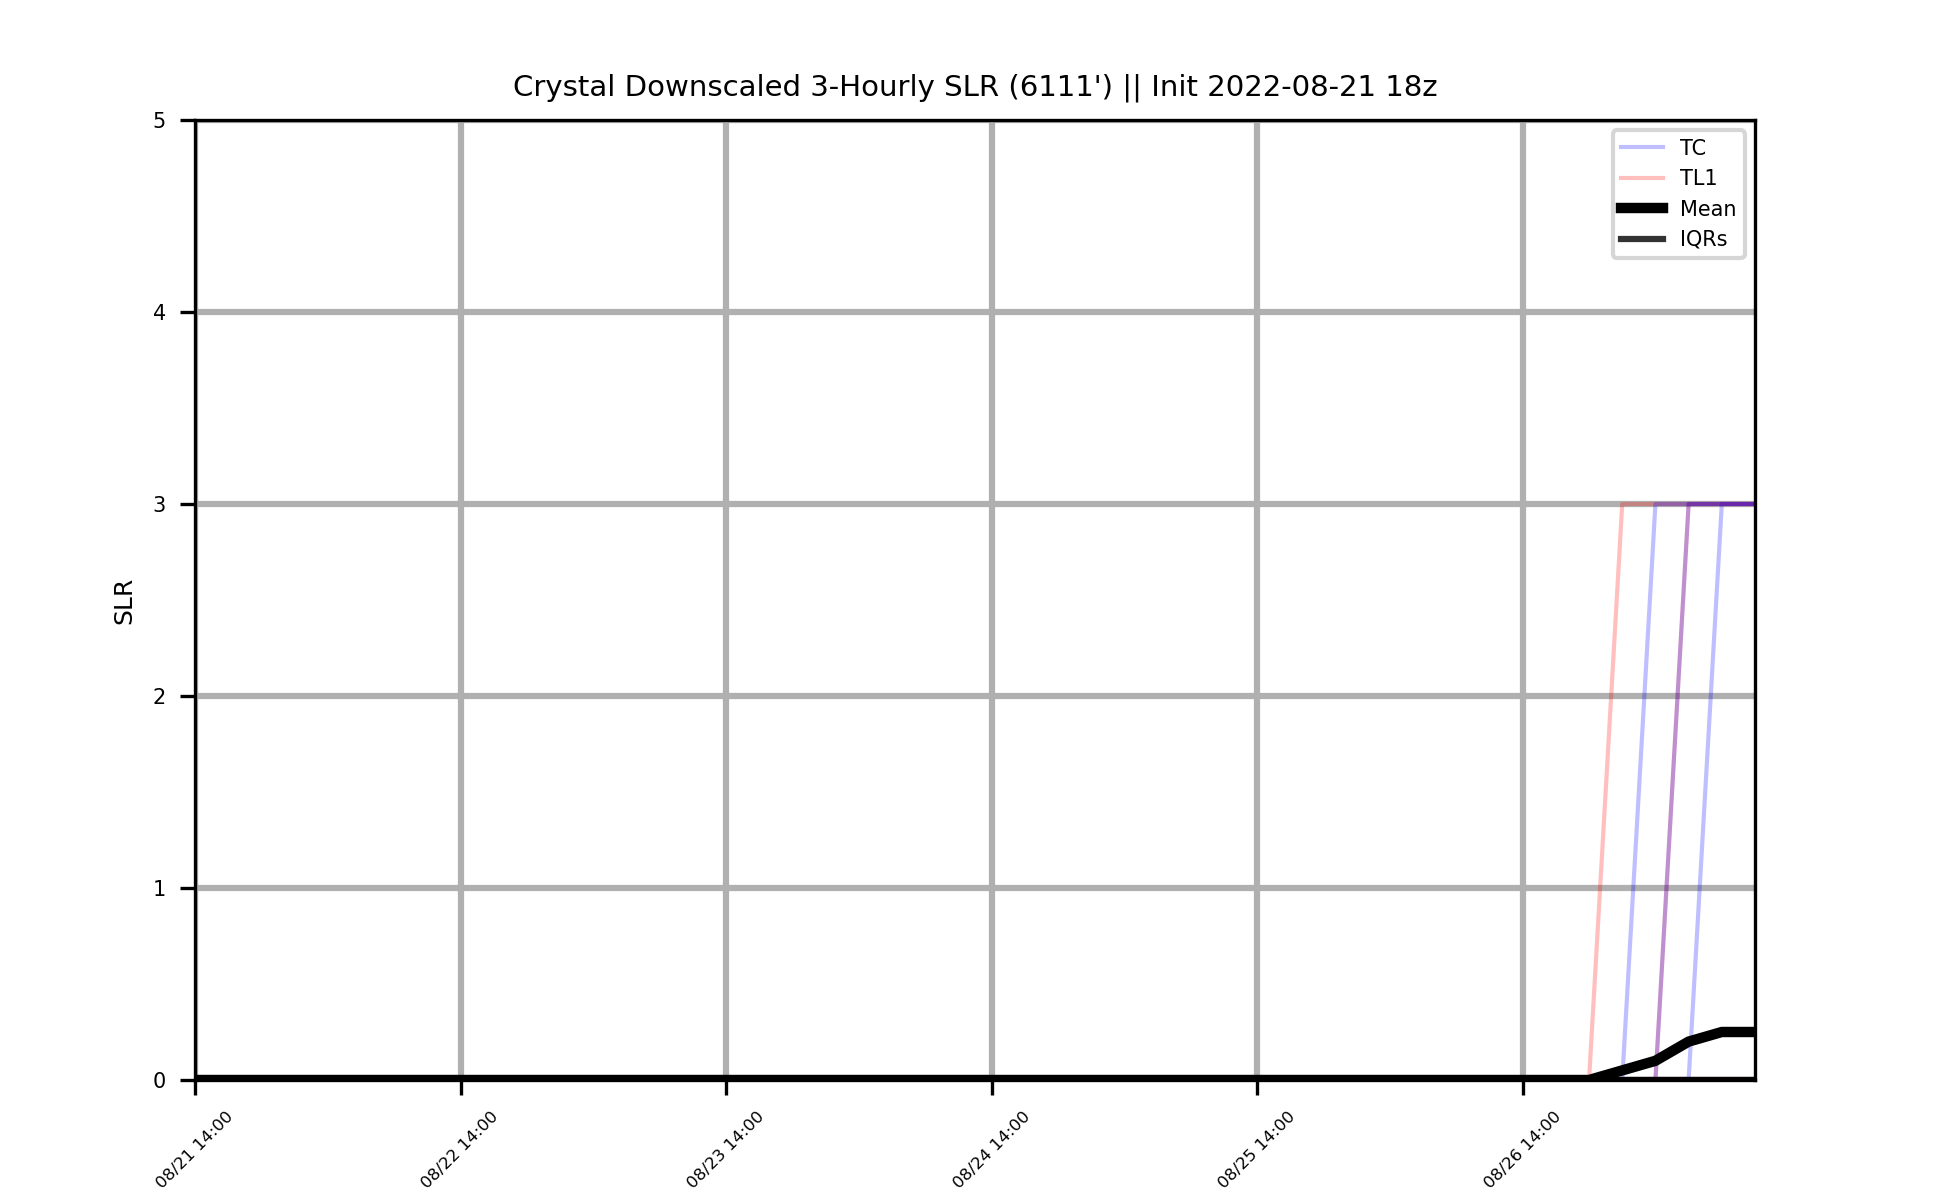 Crystal Downscaled 3-Hourly SLR (6111') || Init 2022-08-21 18z
TC
TL1
Mean
IQRs
5
4
3
2
1
0
SLR
08/21 14:00
08/22 14:00
08/23 14:00
08/24 14:00
08/25 14:00
08/26 14:00